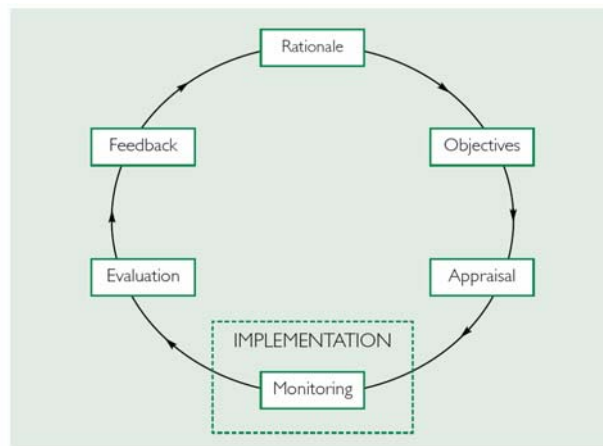 Rationale
Objectives
Appraisal
IMPLEMENTATION
Monitoring
Evaluation
Feedback